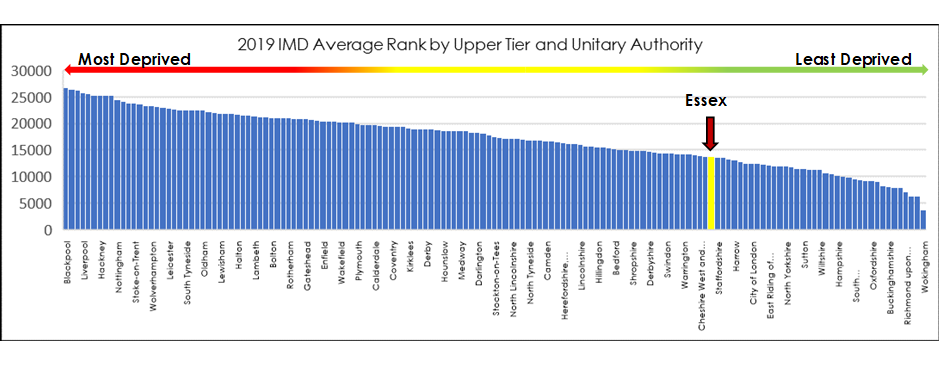 2019 IMD Average Rank by Upper Tier and Unitary Authority
Most Deprived
Least Deprived
Essex
30000
25000
20000
15000
10000
5000
0
Blackpool
Liverpool
Hackney
Nottingham
Stoke-on-Trent
Wolverhampton
Leicester
South Tyneside
Oldham
Lewisham
Halton
Lambeth
Bolton
Rotherham
Gateshead
Enfield
Wakefield
Plymouth
Calderdale
Coventry
Kirklees
Derby
Hounslow
Medway
Darlington
Stockton-on-Tees
North Lincolnshire
North Tyneside
Camden
Herefordshire,...
Lincolnshire
Hillingdon
Bedford
Shropshire
Derbyshire
Swindon
Warrington
Cheshire West and...
Staffordshire
Harrow
City of London
East Riding of...
North Yorkshire
Sutton
Wiltshire
Hampshire
South...
Oxfordshire
Buckinghamshire
Richmond upon...
Wokingham